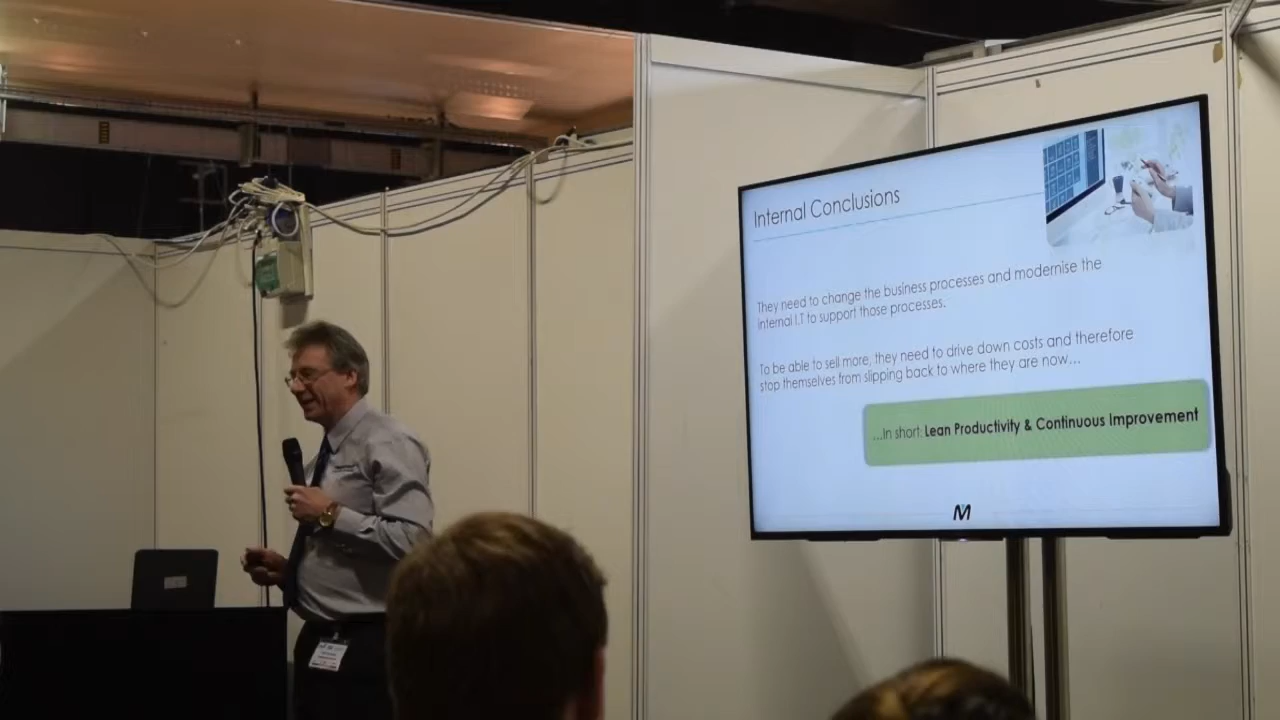 Internal Conclusions
They need to change the business processes and modernise the
internal I.T to support those processes.
To be able to sell more, they need to drive down costs and therefore
stop themselves from slipping back to where they are now...
...In short: Lean Productivity & Continuous Improvement
M